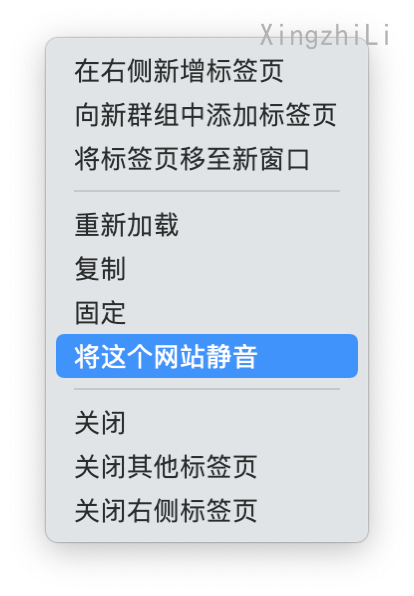 XingzhiLi
在右侧新增标签页
向新群组中添加标签页
将标签页移至新窗口
重新加载
复制
固定
将这个网站静音
关闭
关闭其他标签页
关闭右侧标签页